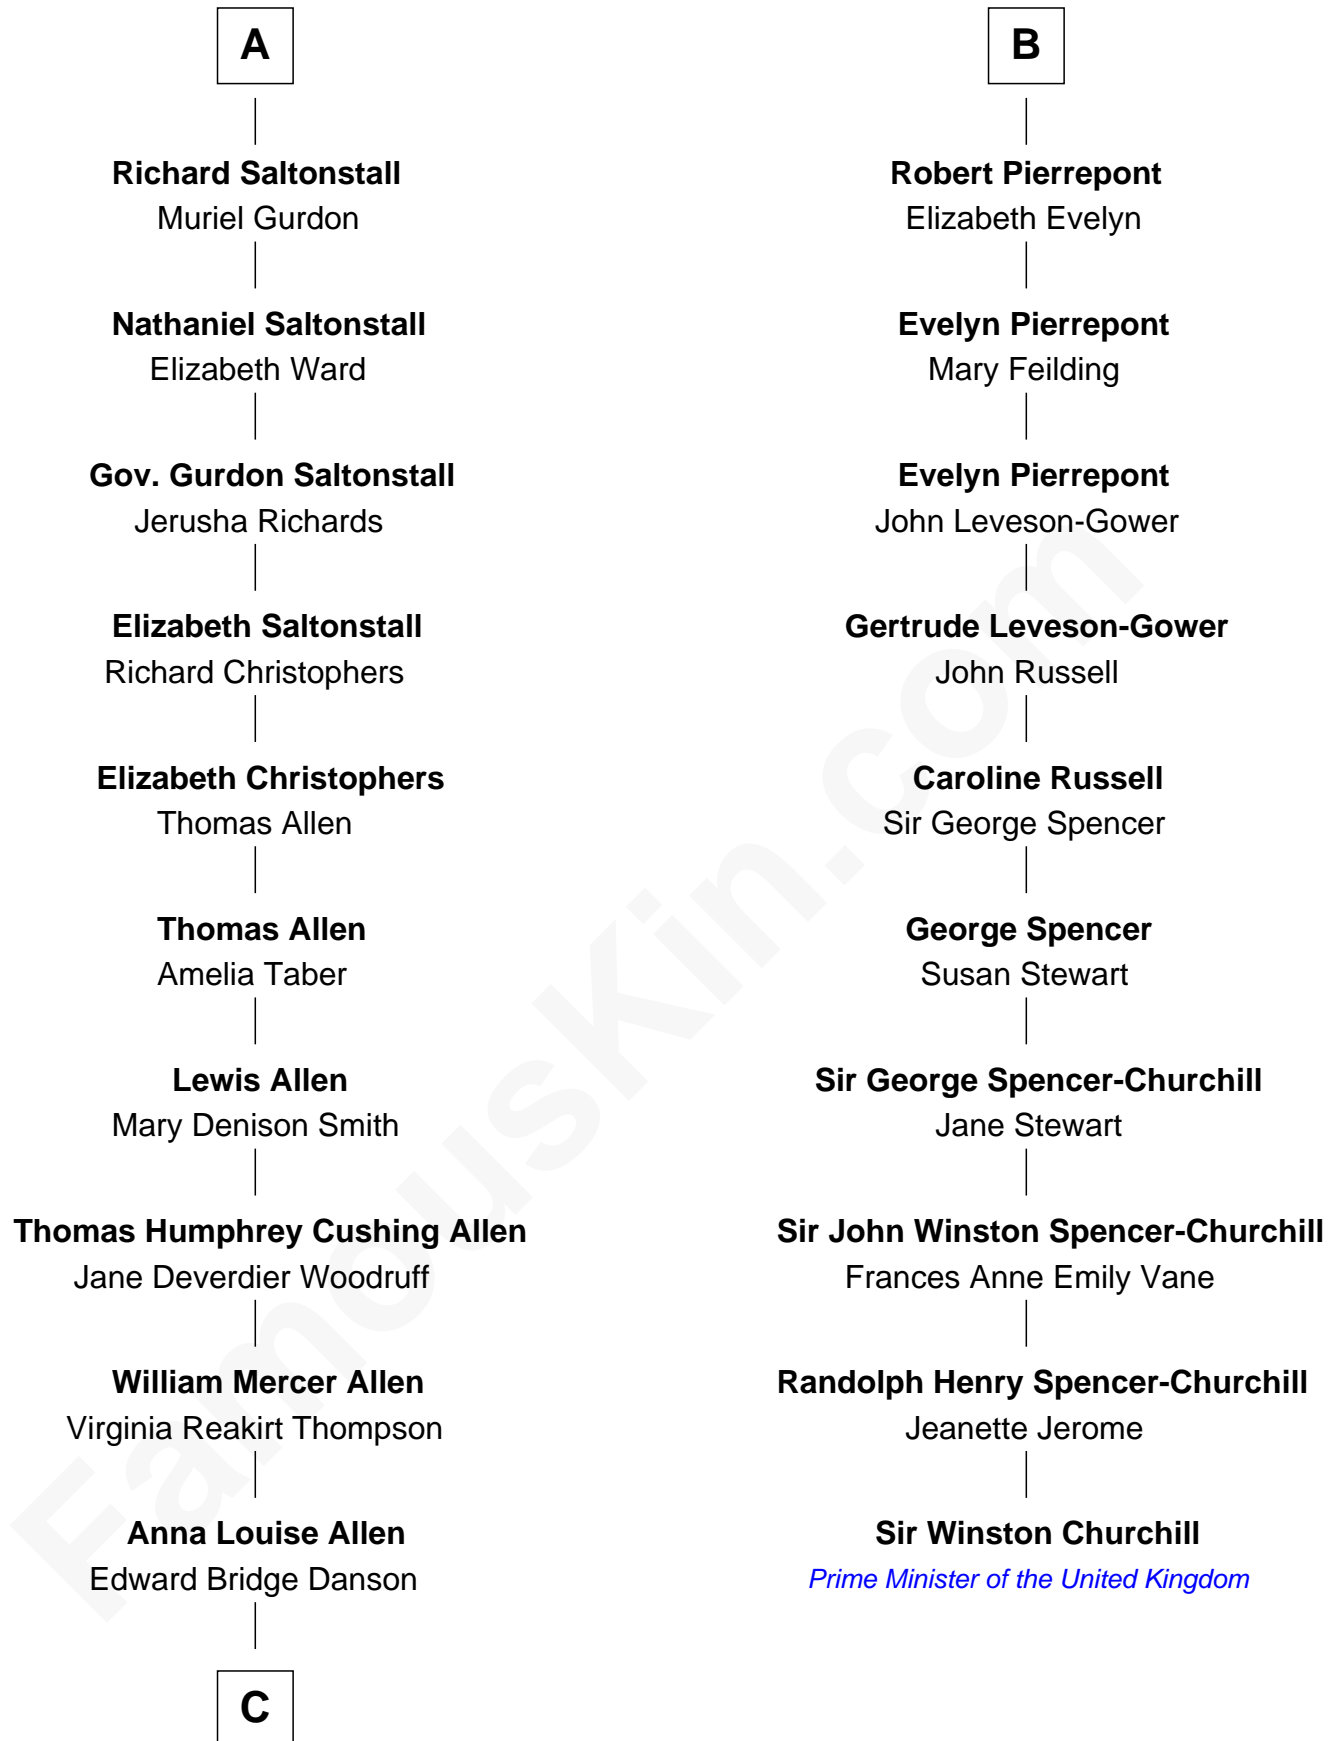 A
Richard Saltonstall
Muriel Gurdon
Nathaniel Saltonstall
Elizabeth Ward
Gov. Gurdon Saltonstall
Jerusha Richards
Elizabeth Saltonstall
Richard Christophers
Elizabeth Christophers
Thomas Allen
Thomas Allen
Amelia Taber
Lewis Allen
Mary Denison Smith
Thomas Humphrey Cushing Allen
Jane Deverdier Woodruff
William Mercer Allen
Virginia Reakirt Thompson
Anna Louise Allen
Edward Bridge Danson
C
B
Robert Pierrepont
Elizabeth Evelyn
Evelyn Pierrepont
Mary Feilding
Evelyn Pierrepont
John Leveson-Gower
Gertrude Leveson-Gower
John Russell
Caroline Russell
Sir George Spencer
George Spencer
Susan Stewart
Sir George Spencer-Churchill
Jane Stewart
Sir John Winston Spencer-Churchill
Frances Anne Emily Vane
Randolph Henry Spencer-Churchill
Jeanette Jerome
Sir Winston Churchill
Prime Minister of the United Kingdom
FamousKin.com